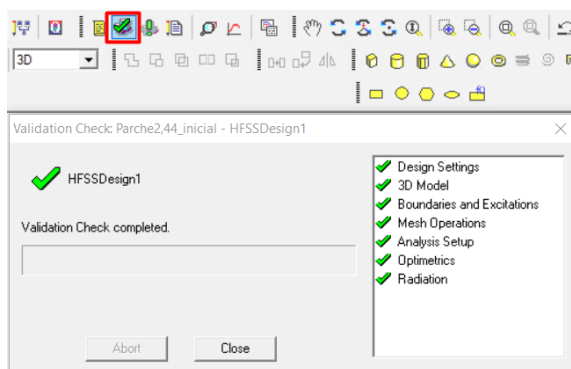 3D
Validation Check: Parche2,44_inicial - HFSSDesign1
HFSSDesign1
Validation Check completed.
Abort
Close
Design Settings
3D Model
Boundaries and Excitations
Mesh Operations
Analysis Setup
Optimetrics
Radiation